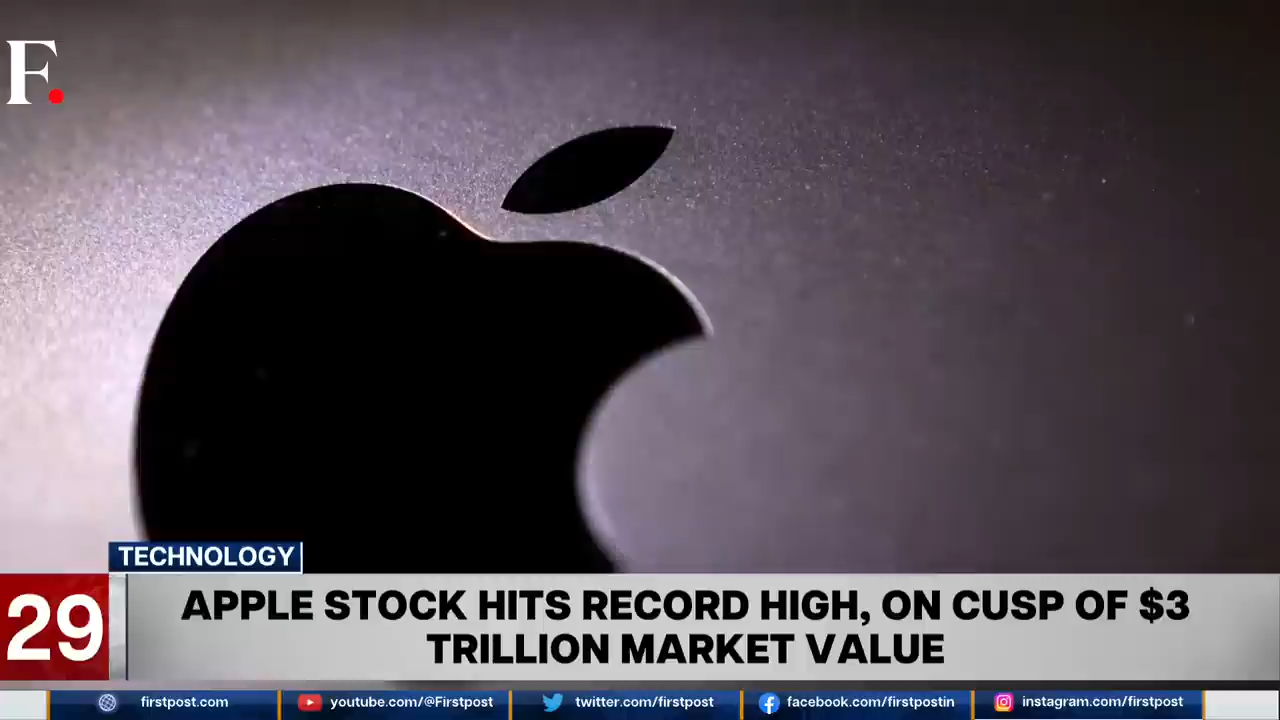 F.
TECHNOLOGY
29
APPLE STOCK HITS RECORD HIGH, ON CUSP OF $3
TRILLION MARKET VALUE
firstpost.com
youtube.com/@Firstpost
twitter.com/firstpost
facebook.com/firstpostin
instagram.com/firstpost